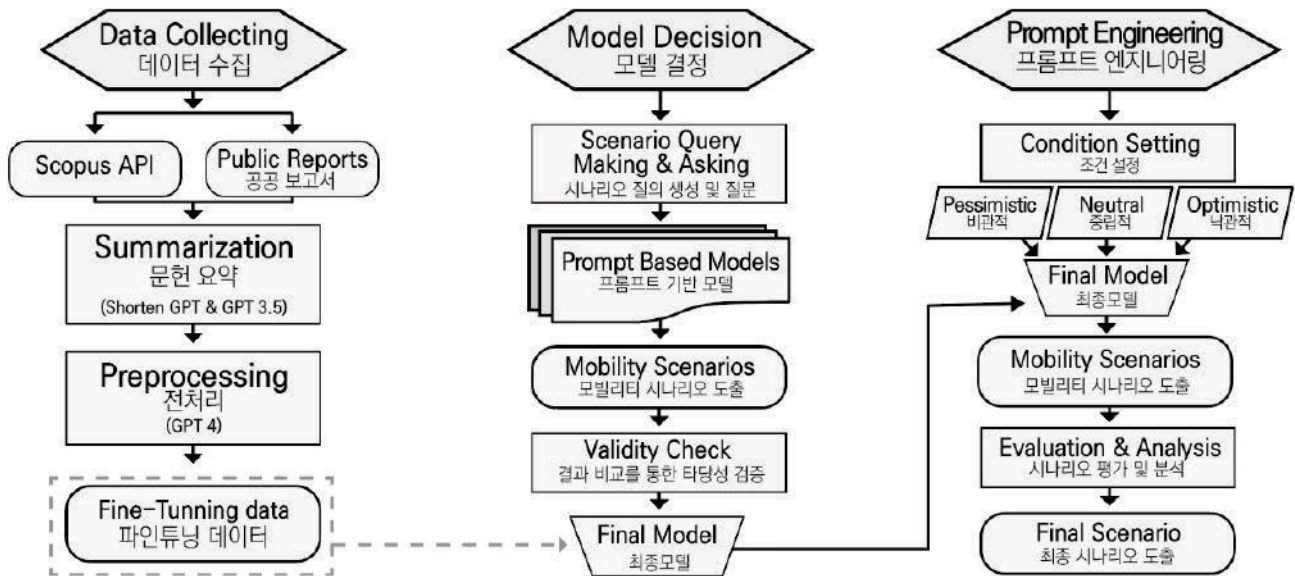 Data Collecting
데이터 수집
Scopus API
Public Reports
공공 보고서
Summarization
문헌 요약
(Shorten GPT & GPT 3.5)
Preprocessing
전처리
(GPT 4)
Fine-Tunning data
파인튜닝 데이터
Model Decision
모델 결정
Scenario Query
Making & Asking
시나리오 질의 생성 및 질문
Prompt Based Models
프롬프트 기반 모델
Mobility Scenarios
모빌리티 시나리오 도출
Validity Check
결과 비교를 통한 타당성 검증
Final Model
최종모델
Prompt Engineering
프롬프트 엔지니어링
Condition Setting
조건 설정
Pessimistic
비관적
Neutral
중립적
Optimistic
낙관적
Final Model
최종모델
Mobility Scenarios
모빌리티 시나리오 도출
Evaluation & Analysis
시나리오 평가 및 분석
Final Scenario
최종 시나리오 도출